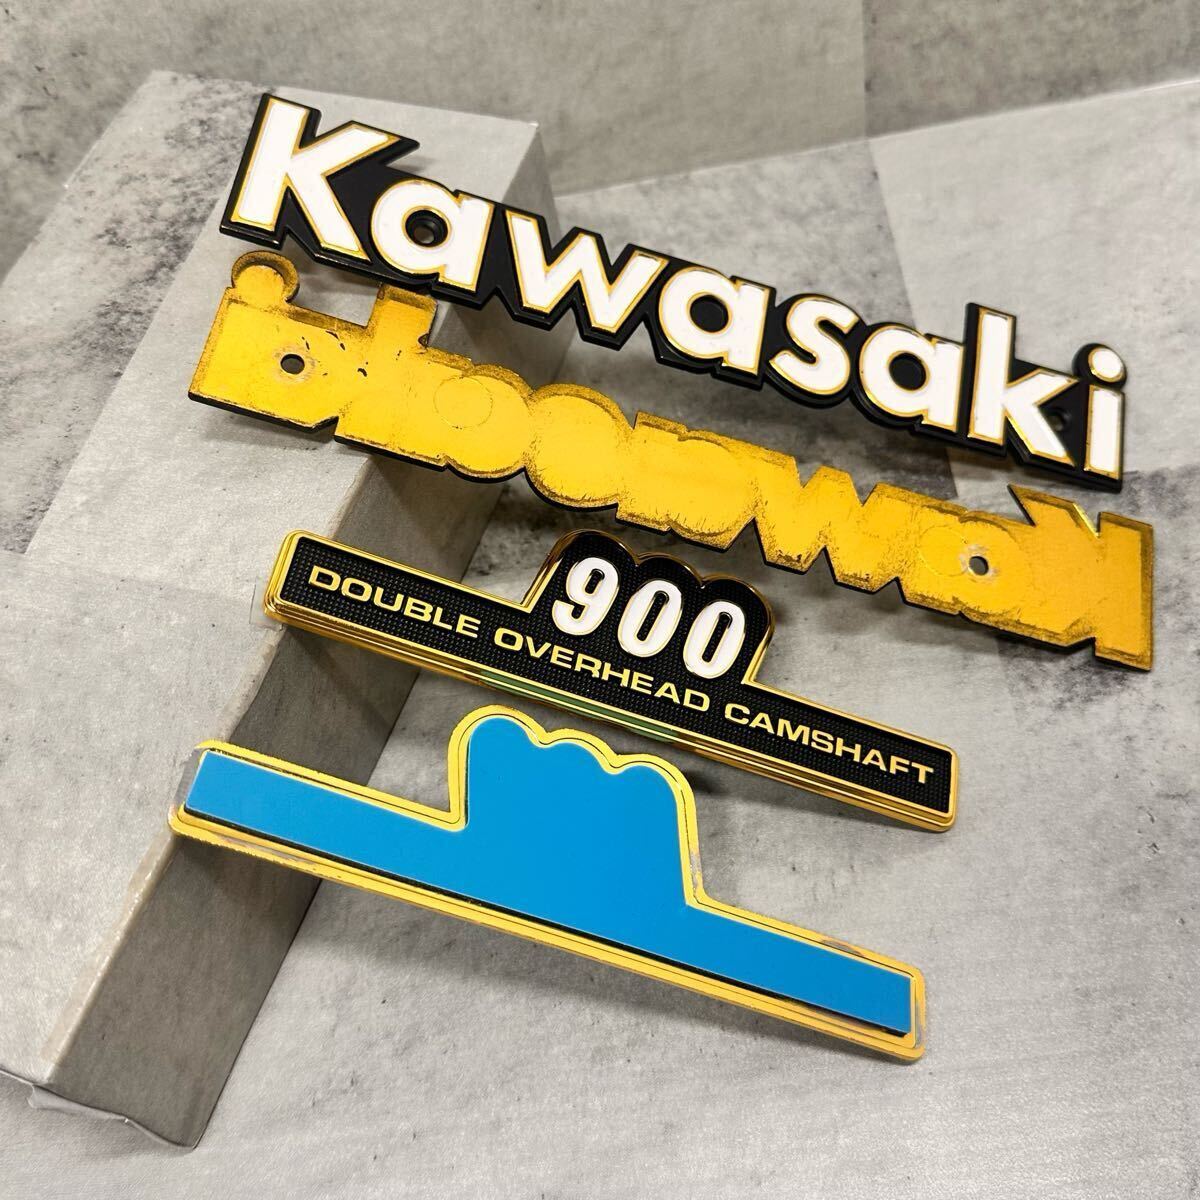 Kawasaki
900
DOUBLE OVERHEAD CAMSHAFT